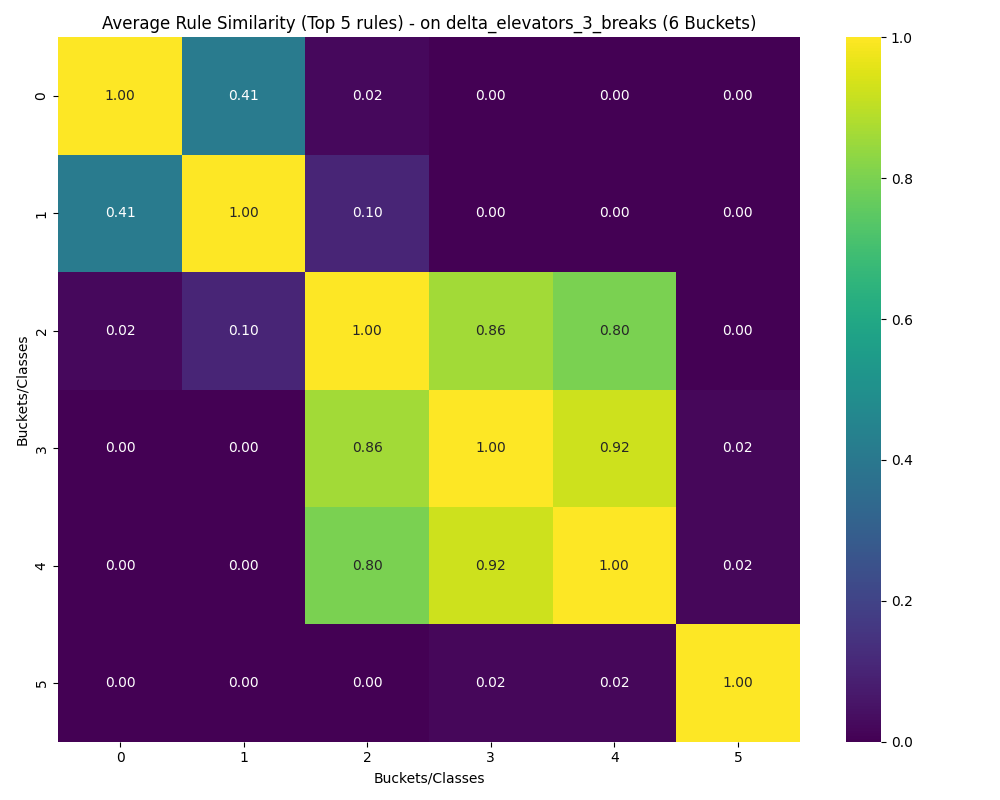 Average Rule Similarity (Top 5 rules) - on delta_elevators_3_breaks (6 Buckets)
0 1.00 0.41 0.02 0.00 0.00 0.00
1 0.41 1.00 0.10 0.00 0.00 0.00
2 0.02 0.10 1.00 0.86 0.80 0.00
3 0.00 0.00 0.86 1.00 0.92 0.02
4 0.00 0.00 0.80 0.92 1.00 0.02
5 0.00 0.00 0.00 0.02 0.02 1.00
0 1 2 3 4 5
Buckets/Classes
Buckets/Classes
1.0
0.8
0.6
0.4
0.2
0.0